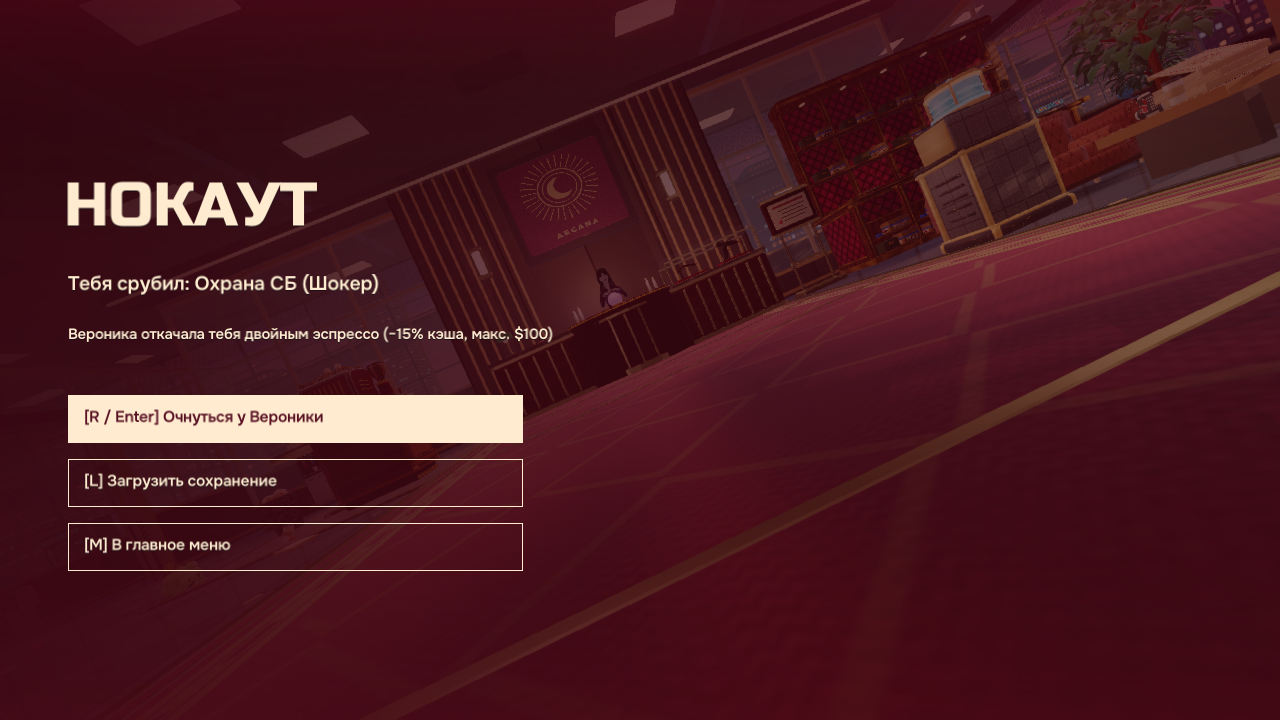 ARCANA
НОКАУТ
Тебя срубил: Охрана СБ (Шокер)
Вероника откачала тебя двойным эспрессо (−15% кэша, макс. $100)
[R / Enter] Очнуться у Вероники
[L] Загрузить сохранение
[M] В главное меню